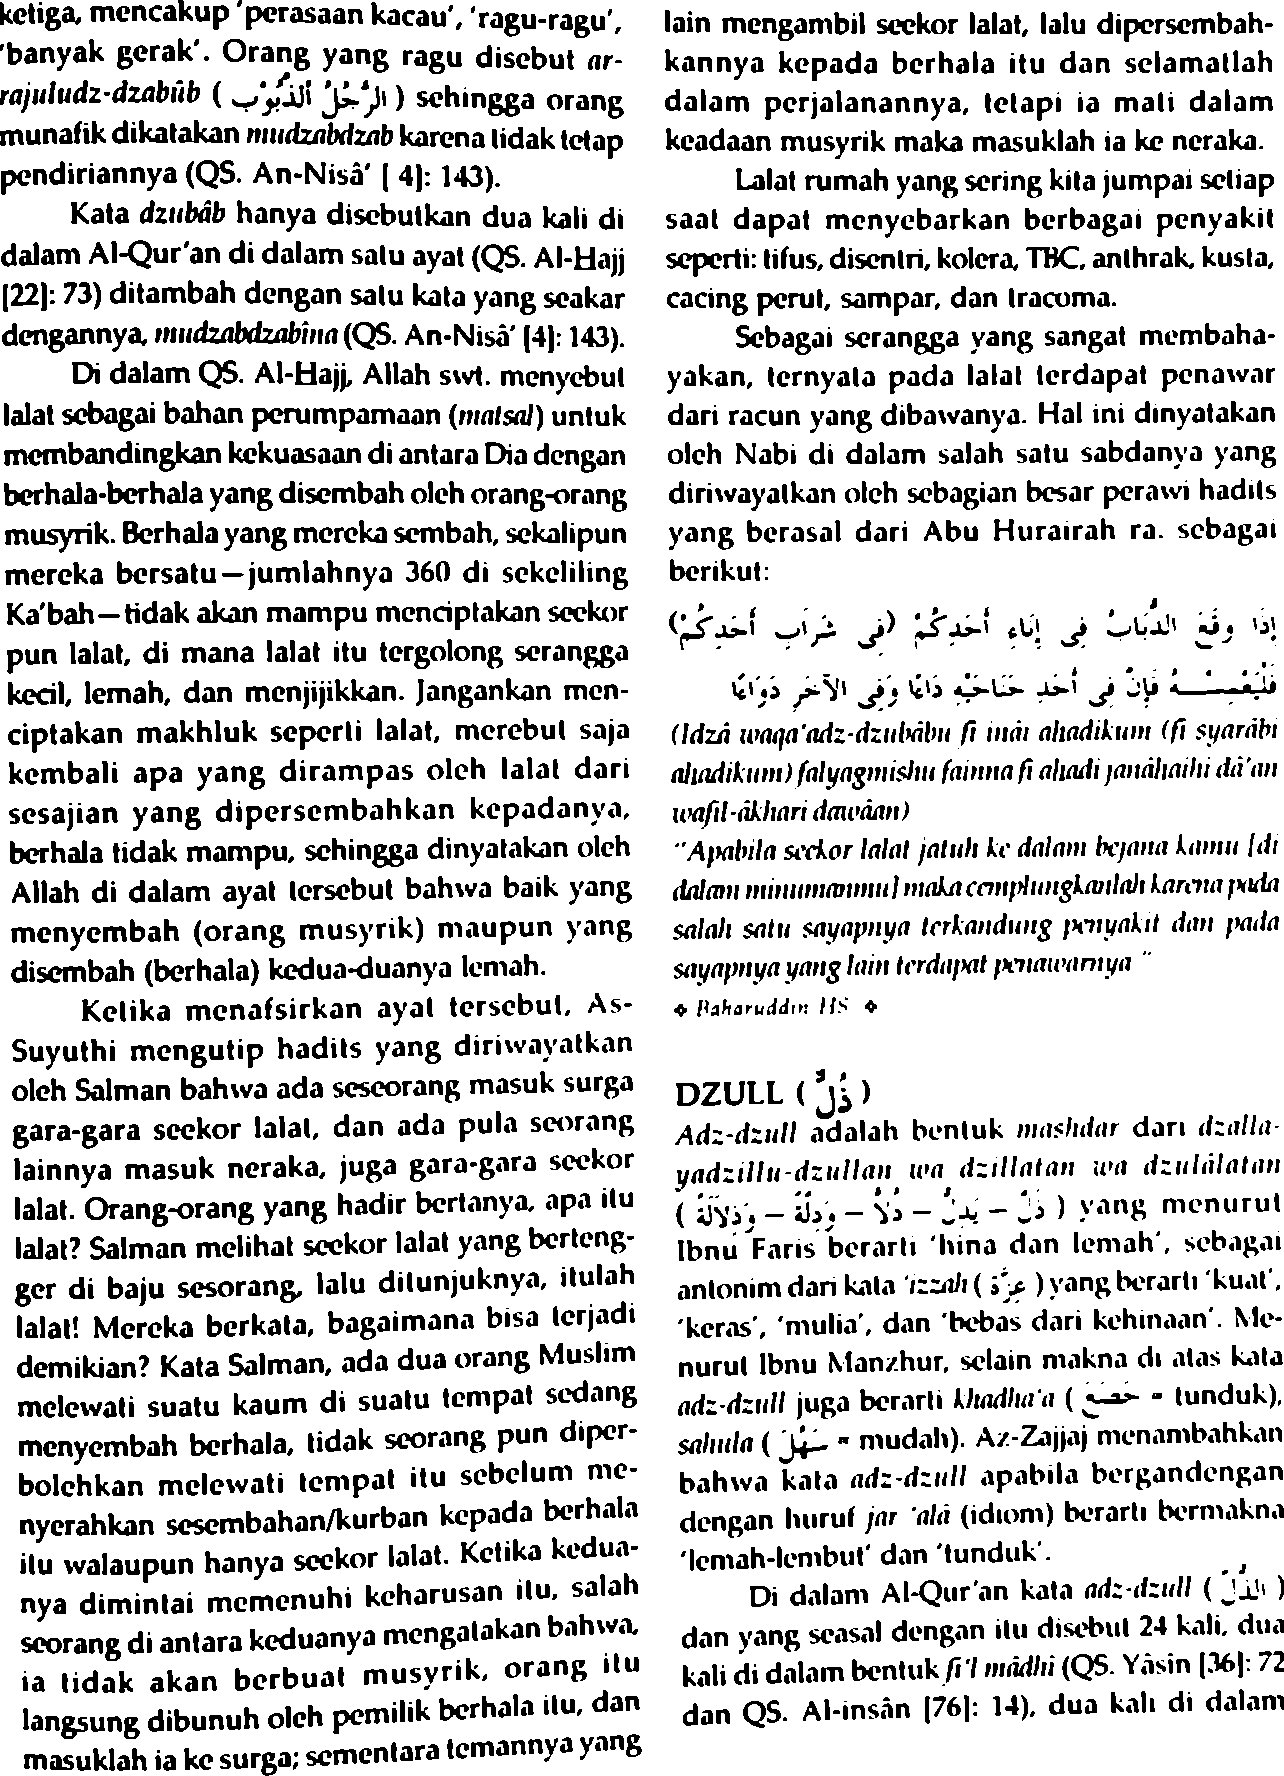 ketiga, mencakup 'perasaan kacau', 'ragu-ragu',
'banyak gerak'. Orang yang ragu disebut ar-
rajuludz-dzabûb ( الرَّجُلُ الذَّبُوْبُ ) sehingga orang
munafik dikatakan mudzabdzab karena tidak tetap
pendiriannya (QS. An-Nisâ' [ 4]: 143).
Kata dzubâb hanya disebutkan dua kali di
dalam Al-Qur'an di dalam satu ayat (QS. Al-Hajj
[22]: 73) ditambah dengan satu kata yang seakar
dengannya, mudzabdzabîna (QS. An-Nisâ' [4]: 143).
Di dalam QS. Al-Hajj, Allah swt. menyebut
lalat sebagai bahan perumpamaan (matsal) untuk
membandingkan kekuasaan di antara Dia dengan
berhala-berhala yang disembah oleh orang-orang
musyrik. Berhala yang mereka sembah, sekalipun
mereka bersatu—jumlahnya 360 di sekeliling
Ka'bah—tidak akan mampu menciptakan seekor
pun lalat, di mana lalat itu tergolong serangga
kecil, lemah, dan menjijikkan. Jangankan men-
ciptakan makhluk seperti lalat, merebut saja
kembali apa yang dirampas oleh lalat dari
sesajian yang dipersembahkan kepadanya,
berhala tidak mampu, sehingga dinyatakan oleh
Allah di dalam ayat tersebut bahwa baik yang
menyembah (orang musyrik) maupun yang
disembah (berhala) kedua-duanya lemah.
Ketika menafsirkan ayat tersebut, As-
Suyuthi mengutip hadits yang diriwayatkan
oleh Salman bahwa ada seseorang masuk surga
gara-gara seekor lalat, dan ada pula seorang
lainnya masuk neraka, juga gara-gara seekor
lalat. Orang-orang yang hadir bertanya, apa itu
lalat? Salman melihat seekor lalat yang berteng-
ger di baju sesorang, lalu ditunjuknya, itulah
lalat! Mereka berkata, bagaimana bisa terjadi
demikian? Kata Salman, ada dua orang Muslim
melewati suatu kaum di suatu tempat sedang
menyembah berhala, tidak seorang pun diper-
bolehkan melewati tempat itu sebelum me-
nyerahkan sesembahan/kurban kepada berhala
itu walaupun hanya seekor lalat. Ketika kedua-
nya dimintai memenuhi keharusan itu, salah
seorang di antara keduanya mengatakan bahwa,
ia tidak akan berbuat musyrik, orang itu
langsung dibunuh oleh pemilik berhala itu, dan
masuklah ia ke surga; sementara temannya yang
lain mengambil seekor lalat, lalu dipersembah-
kannya kepada berhala itu dan selamatlah
dalam perjalanannya, tetapi ia mati dalam
keadaan musyrik maka masuklah ia ke neraka.
Lalat rumah yang sering kita jumpai setiap
saat dapat menyebarkan berbagai penyakit
seperti: tifus, disentri, kolera, TBC, anthrak, kusta,
cacing perut, sampar, dan tracoma.
Sebagai serangga yang sangat membaha-
yakan, ternyata pada lalat terdapat penawar
dari racun yang dibawanya. Hal ini dinyatakan
oleh Nabi di dalam salah satu sabdanya yang
diriwayatkan oleh sebagian besar perawi hadits
yang berasal dari Abu Hurairah ra. sebagai
berikut:
إِذَا وَقَعَ الذُّبَابُ فِي إِنَاءِ أَحَدِكُمْ (فِي شَرَابِ أَحَدِكُمْ)
فَلْيَغْمِسْهُ فَإِنَّ فِي أَحَدِ جَنَاحَيْهِ دَاءً وَفِي الْآخَرِ دَوَاءً
(Idzâ waqa'adz-dzubâbu fî inâi ahadikum (fî syarâbi
ahadikum) falyagmishu fainna fî ahadi janâhaihi dâ'an
wafil-âkhari dawâan)
"Apabila seekor lalat jatuh ke dalam bejana kamu [di
dalam minumanmu] maka cemplungkanlah karena pada
salah satu sayapnya terkandung penyakit dan pada
sayapnya yang lain terdapat penawarnya "
❖ Baharuddin HS ❖
DZULL ( ذُلّ )
Adz-dzull adalah bentuk mashdar dari dzalla-
yadzillu-dzullan wa dzillatan wa dzulâlatan
( ذَلَّ – يَذِلُّ – ذُلًّا – وَذِلَّةً – وَذَلَالَةً ) yang menurut
Ibnu Faris berarti 'hina dan lemah', sebagai
antonim dari kata 'izzah ( عِزَّة ) yang berarti 'kuat',
'keras', 'mulia', dan 'bebas dari kehinaan'. Me-
nurut Ibnu Manzhur, selain makna di atas kata
adz-dzull juga berarti khadha'a ( خَضَعَ = tunduk),
sahula ( سَهُلَ = mudah). Az-Zajjaj menambahkan
bahwa kata adz-dzull apabila bergandengan
dengan huruf jar 'alâ (idiom) berarti bermakna
'lemah-lembut' dan 'tunduk'.
Di dalam Al-Qur'an kata adz-dzull ( الذُّلّ )
dan yang seasal dengan itu disebut 24 kali, dua
kali di dalam bentuk fi'l mâdhî (QS. Yâsin [36]: 72
dan QS. Al-insân [76]: 14), dua kali di dalam